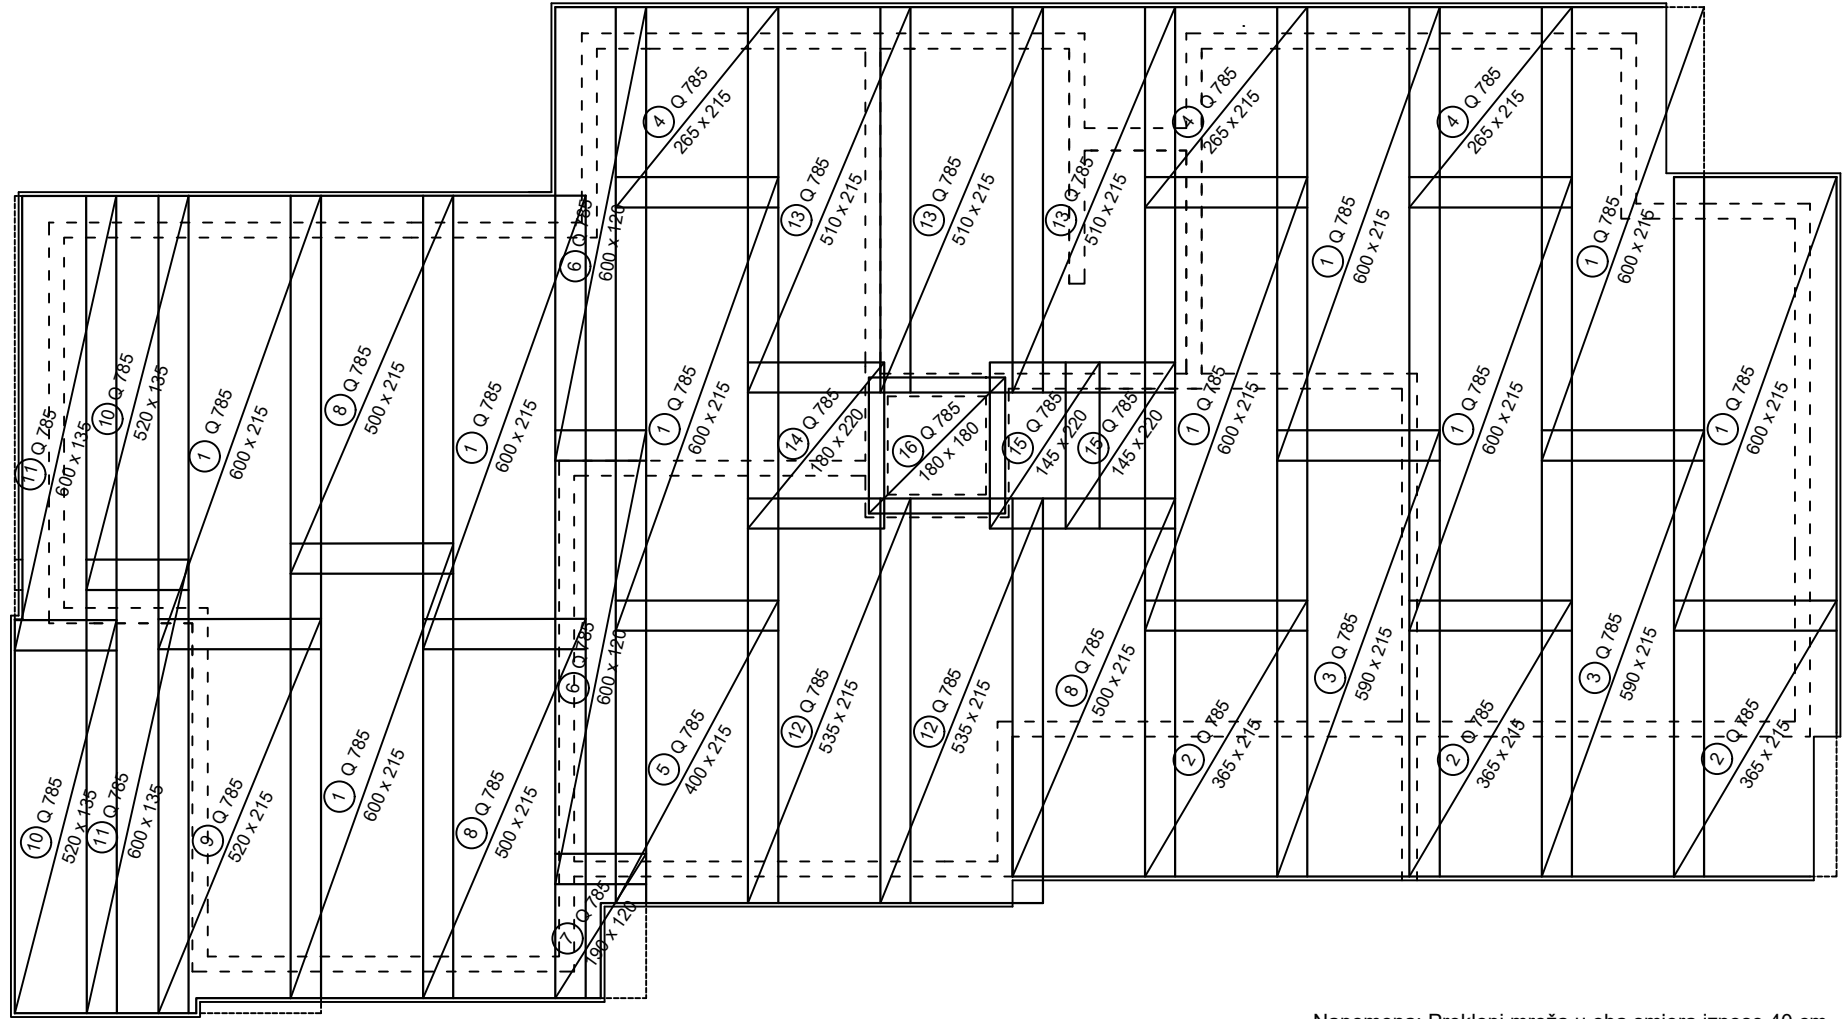 4 Q 785
265 x 215
4 Q 785
265 x 215
4 Q 785
265 x 215
13 Q 785
510 x 215
13 Q 785
510 x 215
13 Q 785
510 x 215
6 Q 785
600 x 120
1 Q 785
600 x 215
1 Q 785
600 x 215
11 Q 785
600 x 135
10 Q 785
520 x 135
1 Q 785
600 x 215
8 Q 785
500 x 215
1 Q 785
600 x 215
1 Q 785
600 x 215
14 Q 785
180 x 220
16 Q 785
180 x 180
15 Q 785
145 x 220
15 Q 785
145 x 220
1 Q 785
600 x 215
1 Q 785
600 x 215
1 Q 785
600 x 215
6 Q 785
600 x 120
5 Q 785
400 x 215
12 Q 785
535 x 215
12 Q 785
535 x 215
8 Q 785
500 x 215
2 Q 785
365 x 215
3 Q 785
590 x 215
2 Q 785
365 x 215
3 Q 785
590 x 215
2 Q 785
365 x 215
10 Q 785
520 x 135
11 Q 785
600 x 135
9 Q 785
520 x 215
1 Q 785
600 x 215
8 Q 785
500 x 215
7 Q 785
190 x 120
Napomena: Preklopi mreža u oba smjera iznose 40 cm